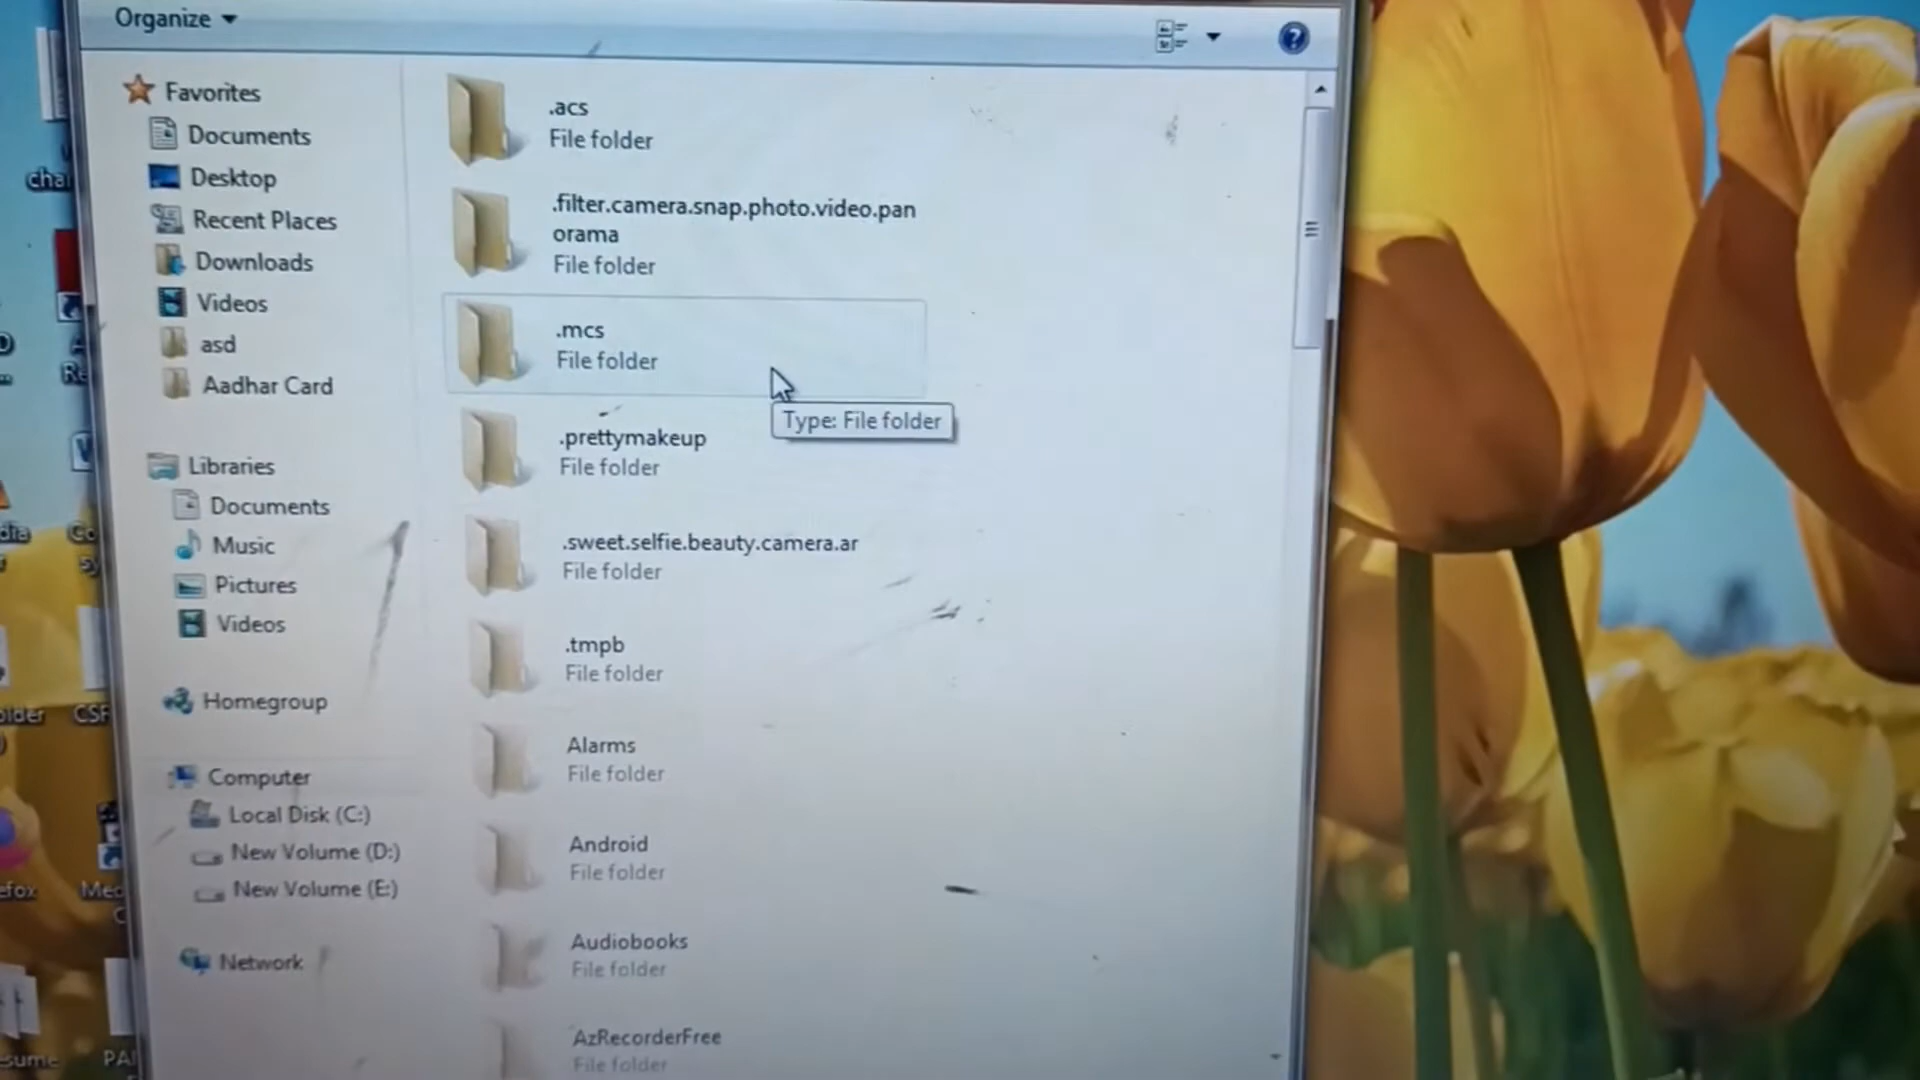 Organize
Favorites
Documents
Desktop
Recent Places
Downloads
Videos
asd
Aadhar Card
Libraries
Documents
Music
Pictures
Videos
Homegroup
Computer
Local Disk (C:)
New Volume (D:)
New Volume (E:)
Network
.acs
File folder
.filter.camera.snap.photo.video.pan
orama
File folder
.mcs
File folder
Type: File folder
.prettymakeup
File folder
.sweet.selfie.beauty.camera.ar
File folder
.tmpb
File folder
Alarms
File folder
Android
File folder
Audiobooks
File folder
AzRecorderFree
File folder